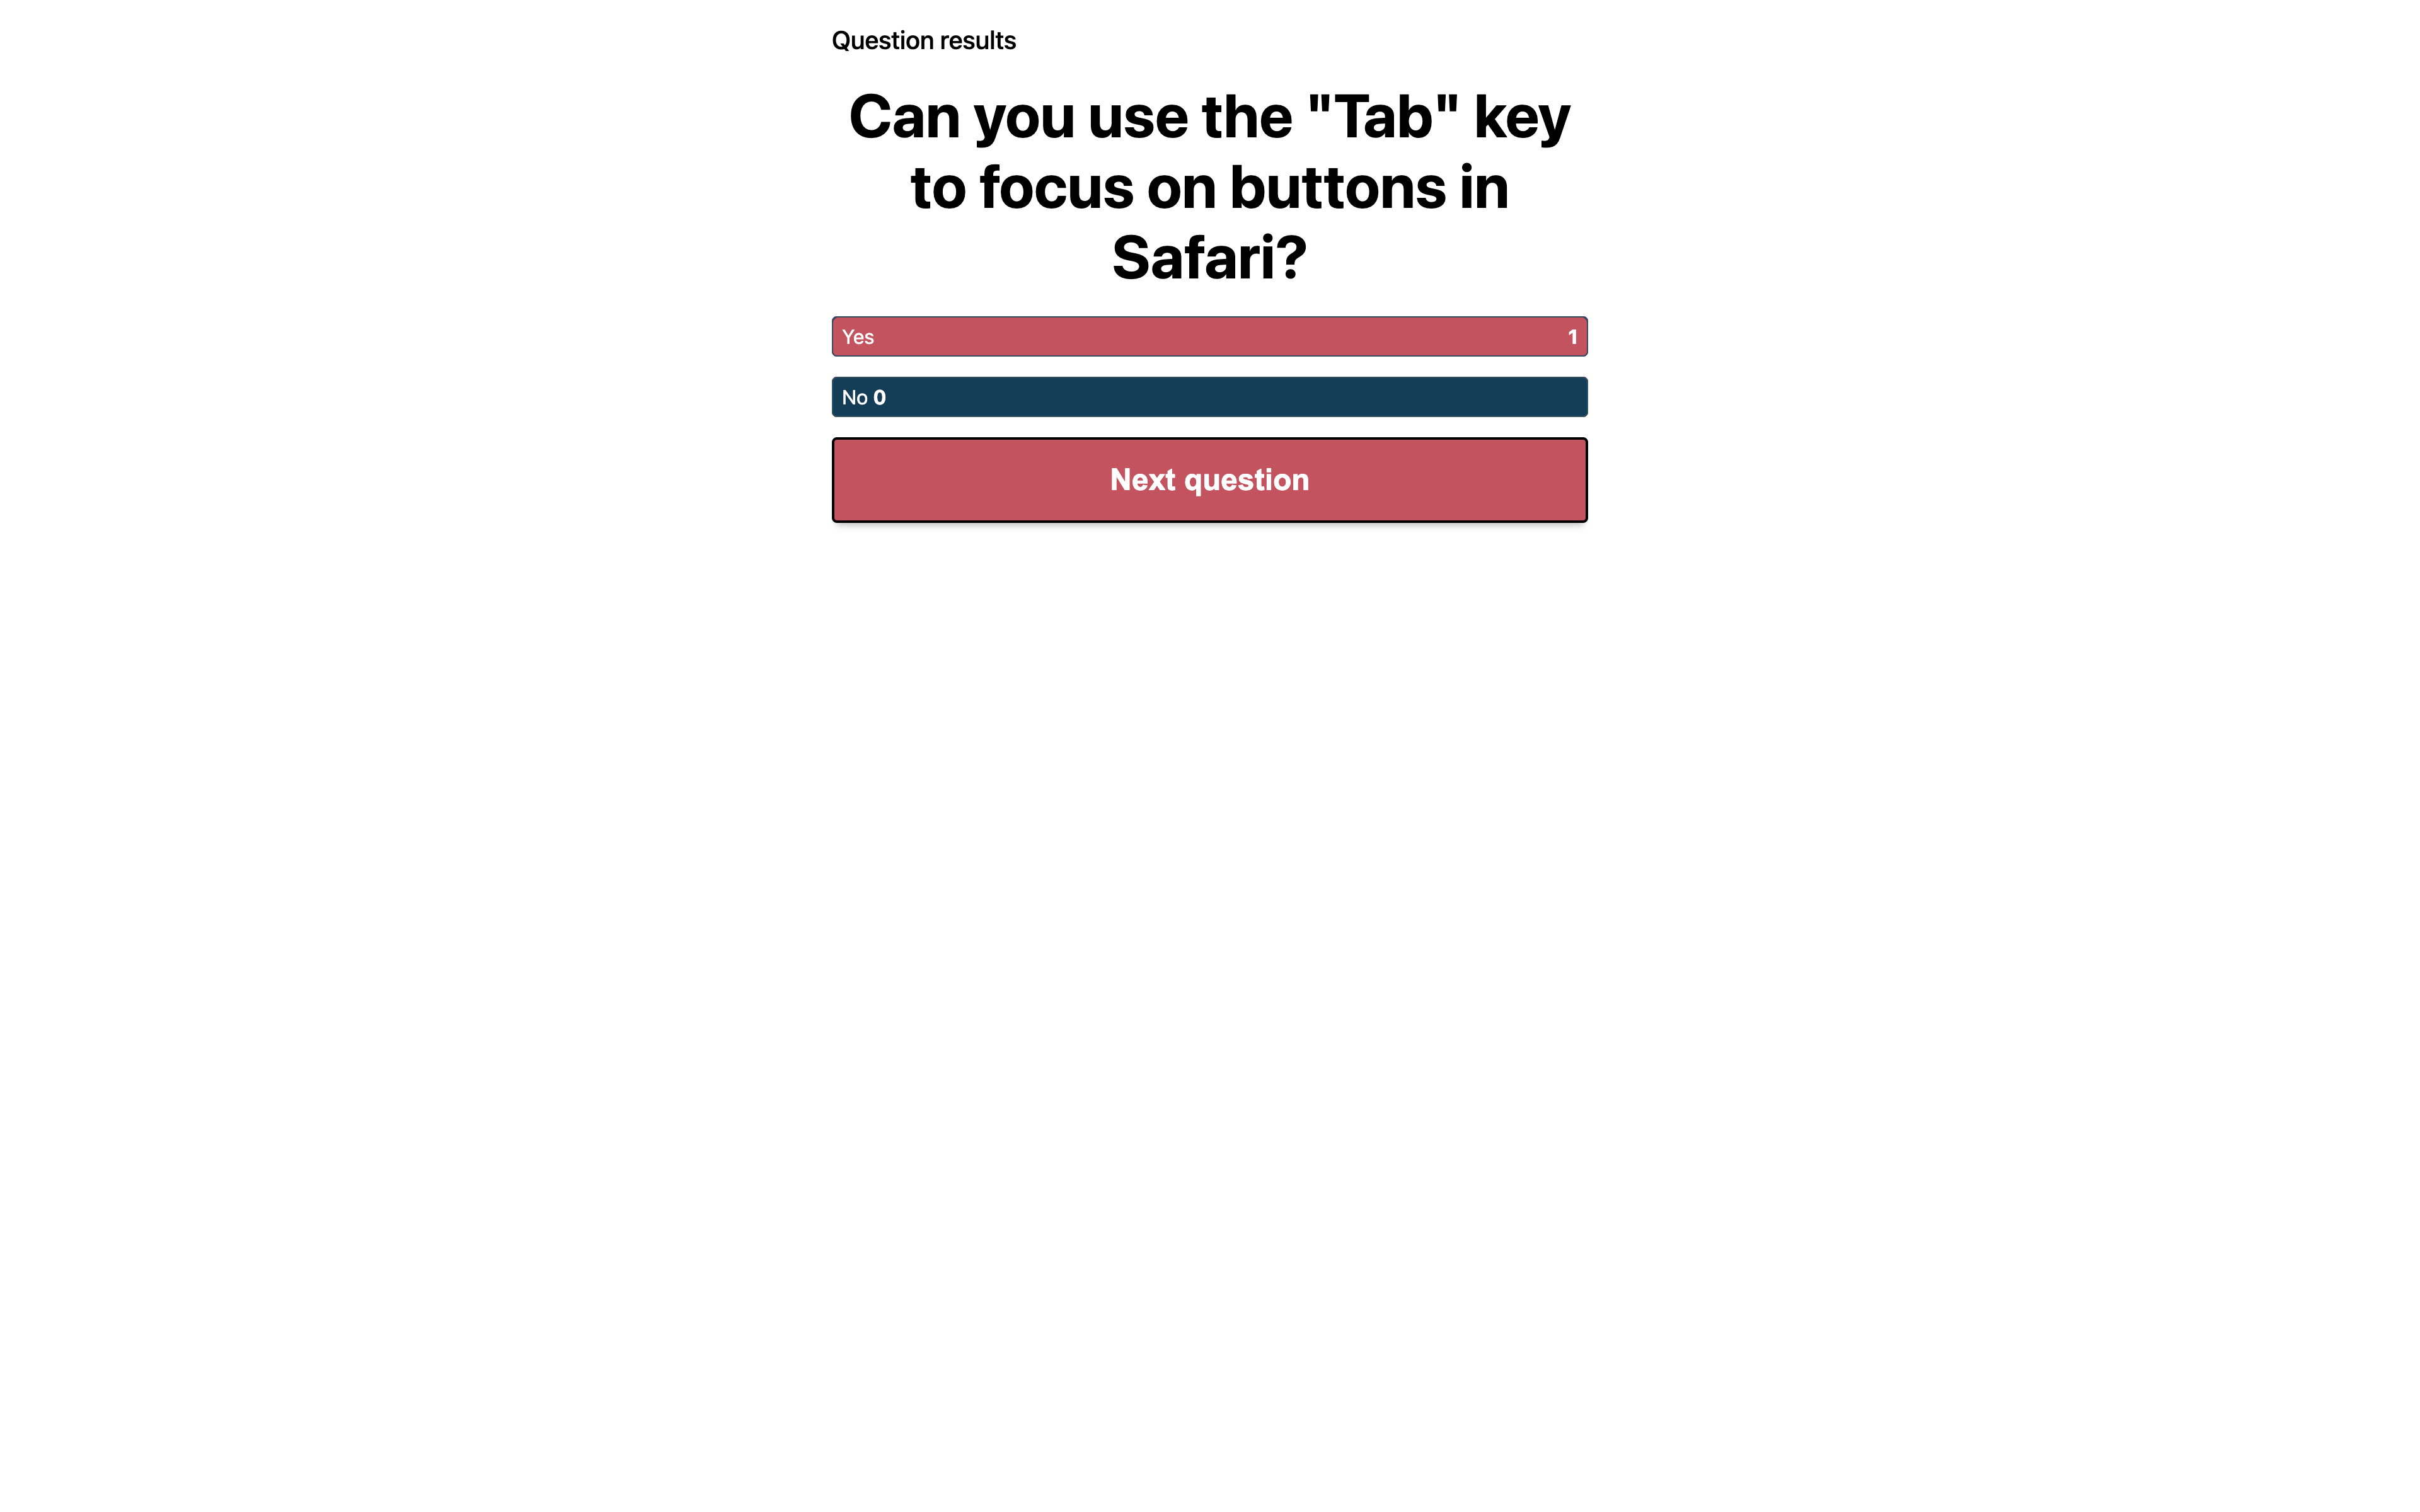 Question results
Can you use the "Tab" key
to focus on buttons in
Safari?
Yes 1
No 0
Next question